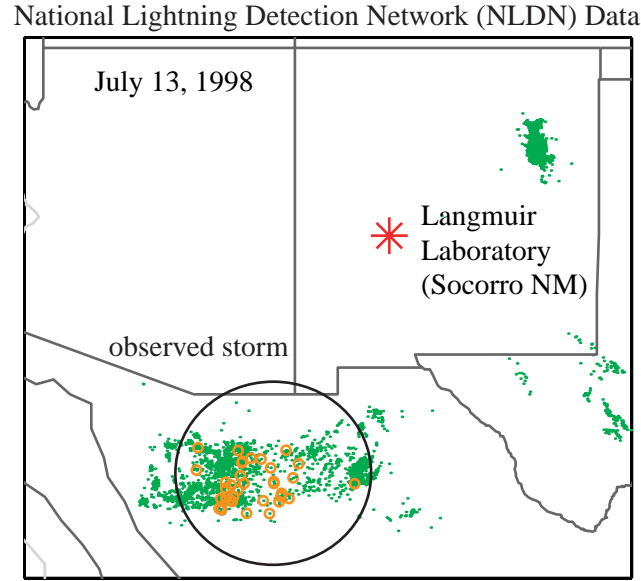 National Lightning Detection Network (NLDN) Data
July 13, 1998
Langmuir
Laboratory
(Socorro NM)
observed storm